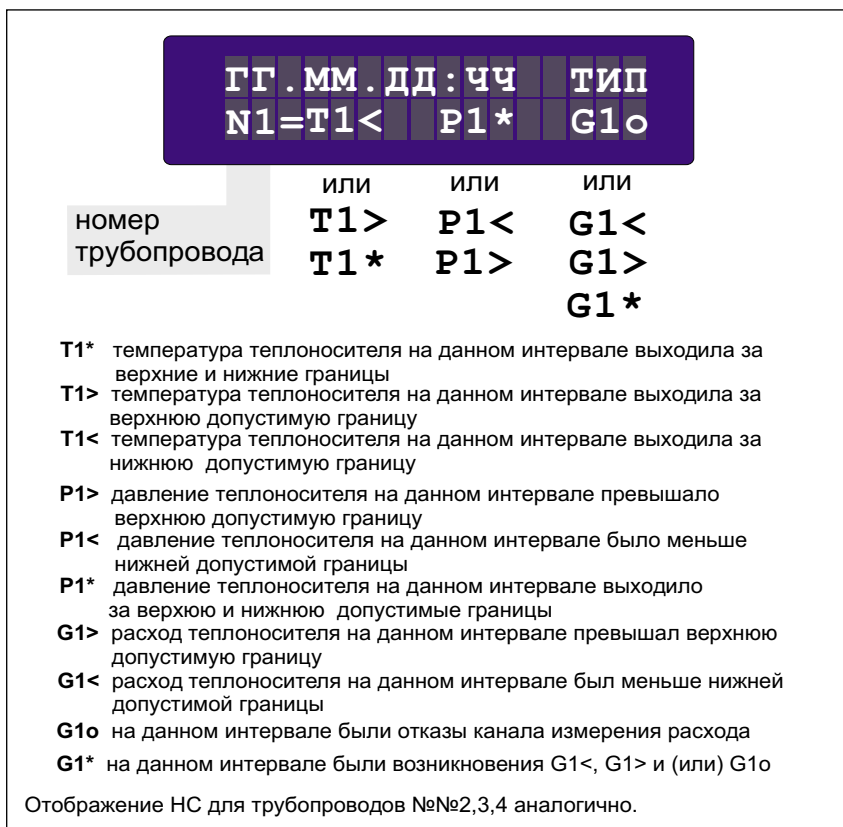 ГГ.ММ.ДД:ЧЧ ТИП
N1=T1< P1* G1o
или или или
номер трубопровода
T1> P1< G1<
T1* P1> G1>
G1*
T1* температура теплоносителя на данном интервале выходила за
верхние и нижние границы
T1> температура теплоносителя на данном интервале выходила за
верхнюю допустимую границу
T1< температура теплоносителя на данном интервале выходила за
нижнюю допустимую границу
P1> давление теплоносителя на данном интервале превышало
верхнюю допустимую границу
P1< давление теплоносителя на данном интервале было меньше
нижней допустимой границы
P1* давление теплоносителя на данном интервале выходило
за верхюю и нижнюю допустимые границы
G1> расход теплоносителя на данном интервале превышал верхнюю
допустимую границу
G1< расход теплоносителя на данном интервале был меньше нижней
допустимой границы
G1o на данном интервале были отказы канала измерения расхода
G1* на данном интервале были возникновения G1<, G1> и (или) G1o
Отображение НС для трубопроводов №№2,3,4 аналогично.